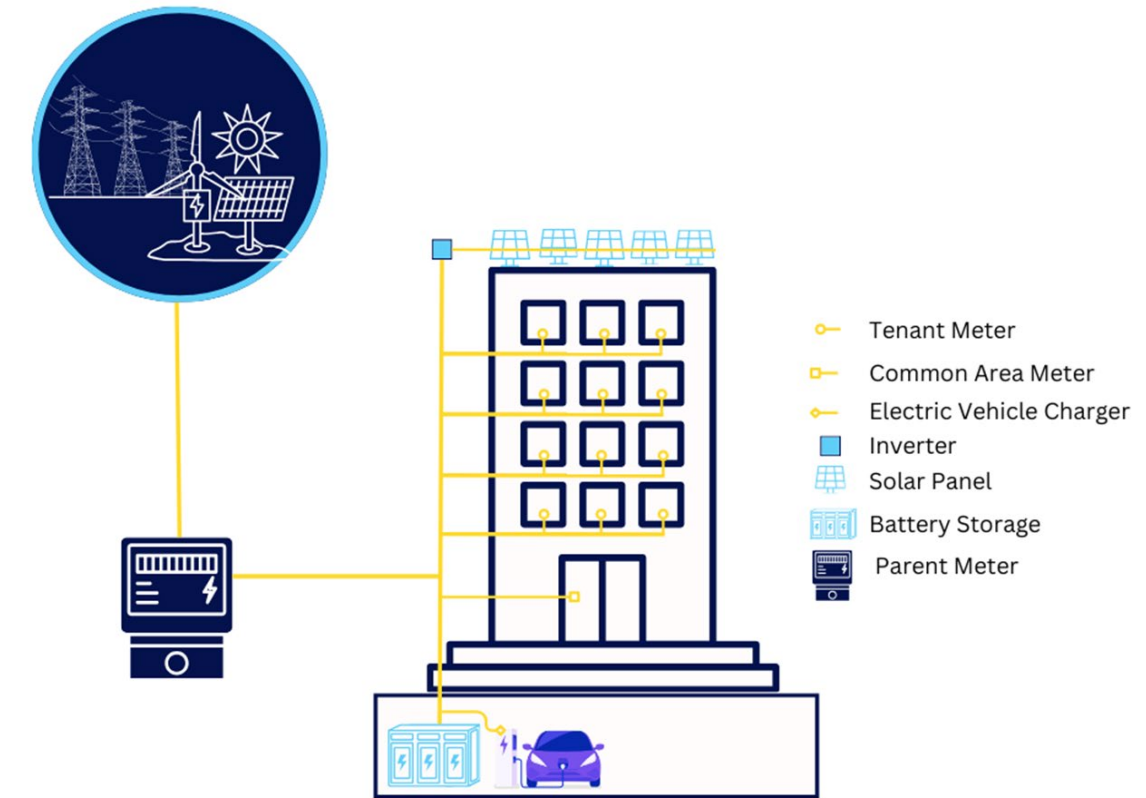 Tenant Meter
Common Area Meter
Electric Vehicle Charger
Inverter
Solar Panel
Battery Storage
Parent Meter